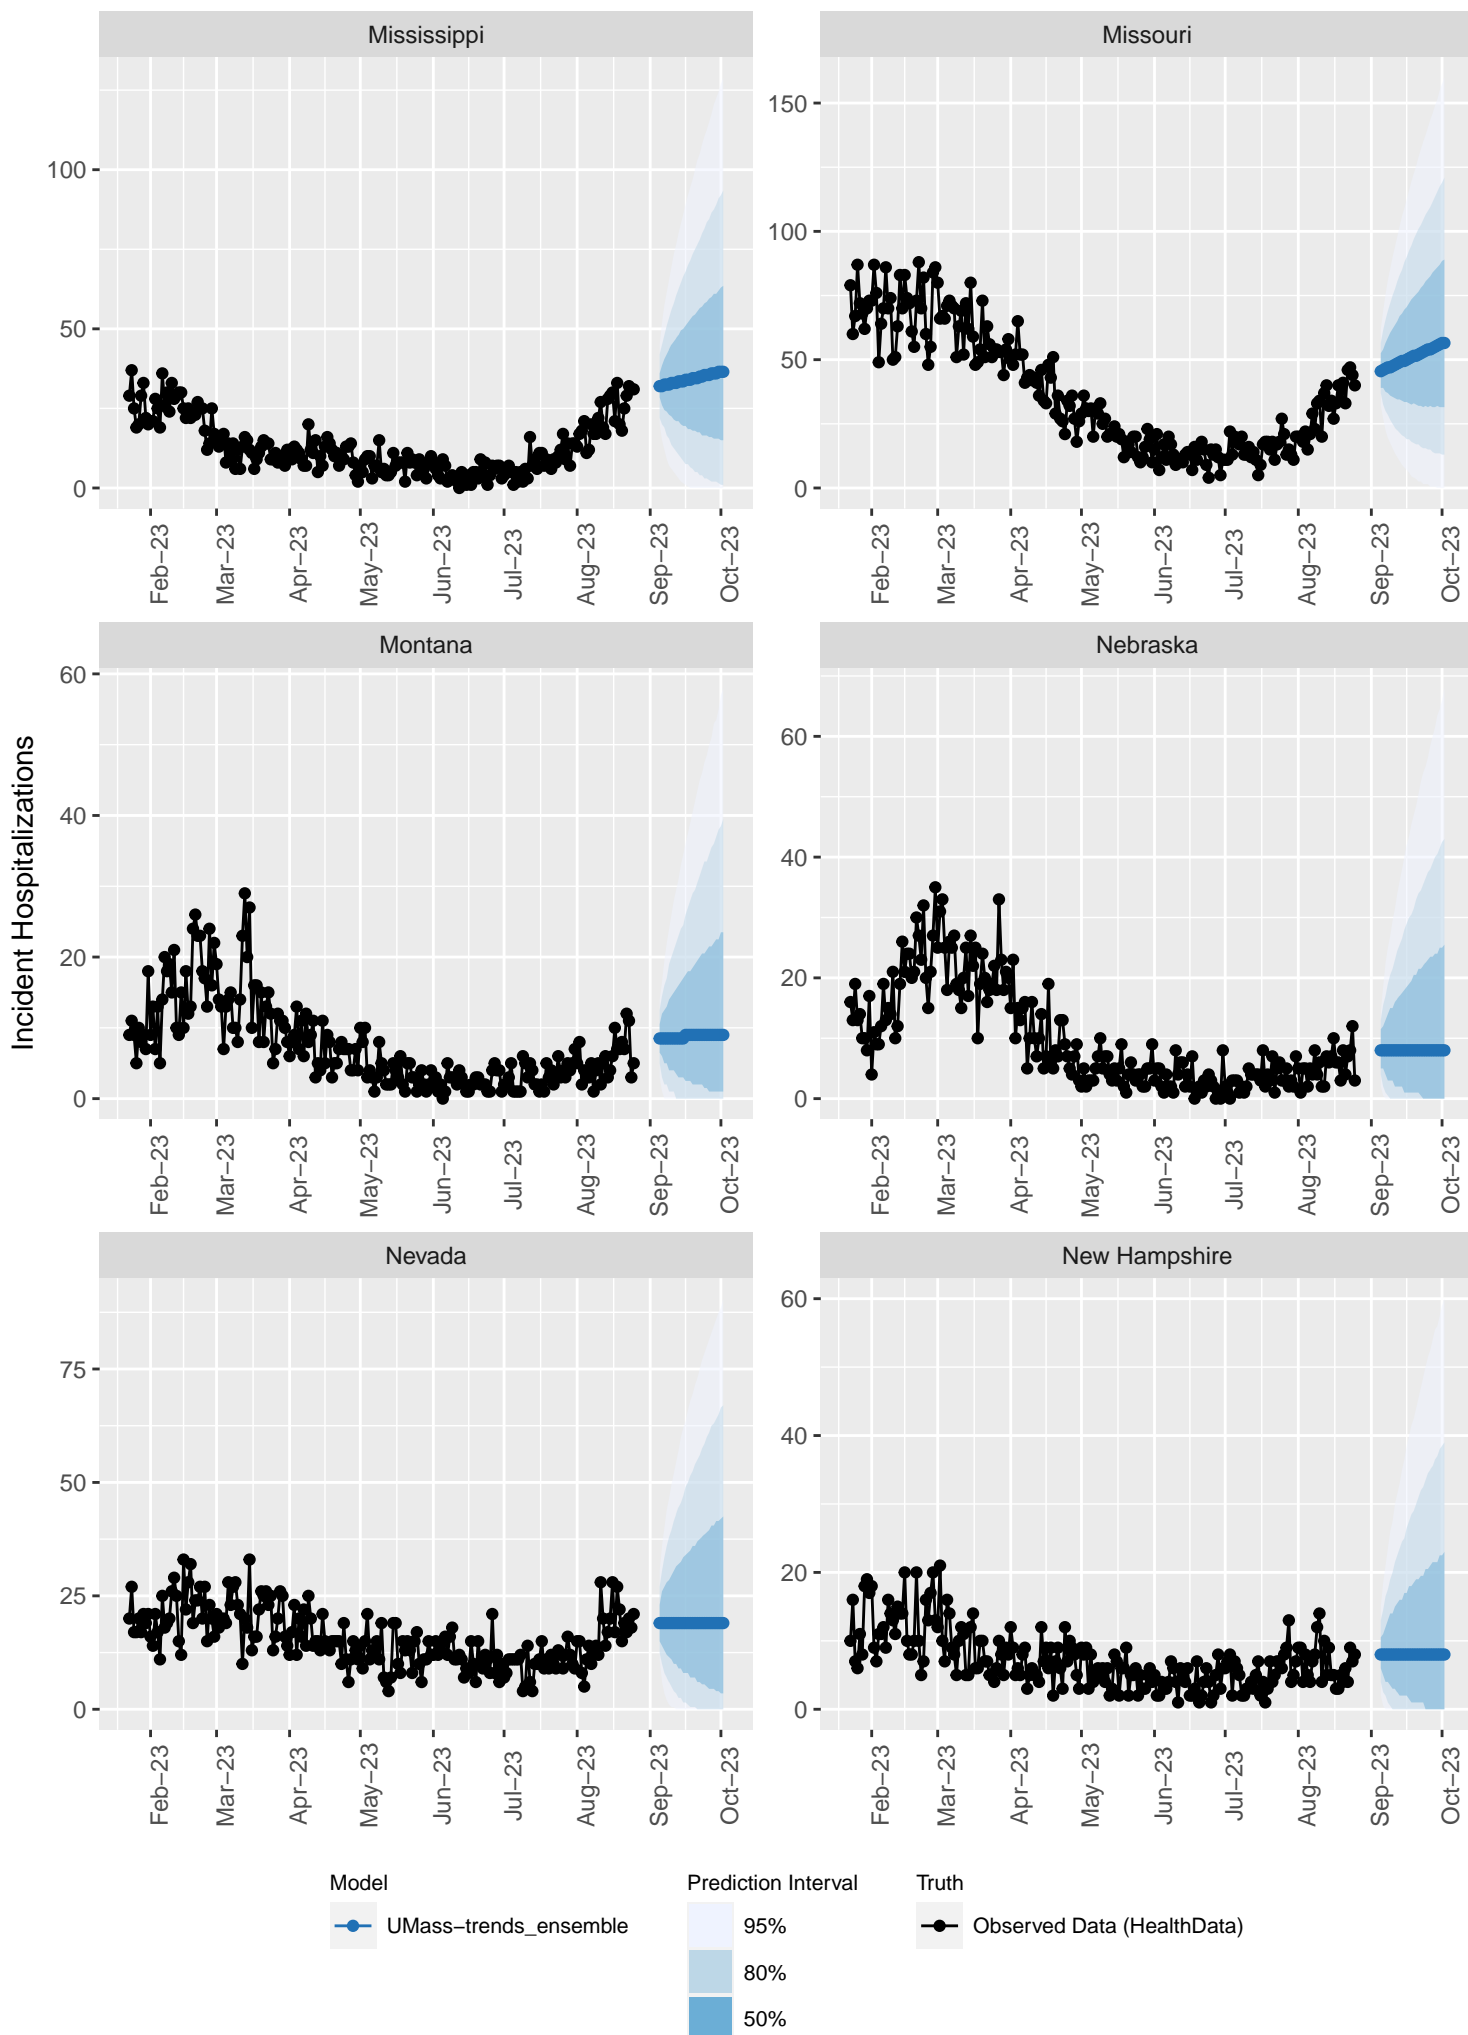 Mississippi
Missouri
100
50
0
150
100
50
0
Feb−23
Mar−23
Apr−23
May−23
Jun−23
Jul−23
Aug−23
Sep−23
Oct−23
Feb−23
Mar−23
Apr−23
May−23
Jun−23
Jul−23
Aug−23
Sep−23
Oct−23
Incident Hospitalizations
Montana
Nebraska
60
40
20
0
60
40
20
0
Feb−23
Mar−23
Apr−23
May−23
Jun−23
Jul−23
Aug−23
Sep−23
Oct−23
Feb−23
Mar−23
Apr−23
May−23
Jun−23
Jul−23
Aug−23
Sep−23
Oct−23
Nevada
New Hampshire
75
50
25
0
60
40
20
0
Feb−23
Mar−23
Apr−23
May−23
Jun−23
Jul−23
Aug−23
Sep−23
Oct−23
Feb−23
Mar−23
Apr−23
May−23
Jun−23
Jul−23
Aug−23
Sep−23
Oct−23
Model
UMass−trends_ensemble
Prediction Interval
95%
80%
50%
Truth
Observed Data (HealthData)